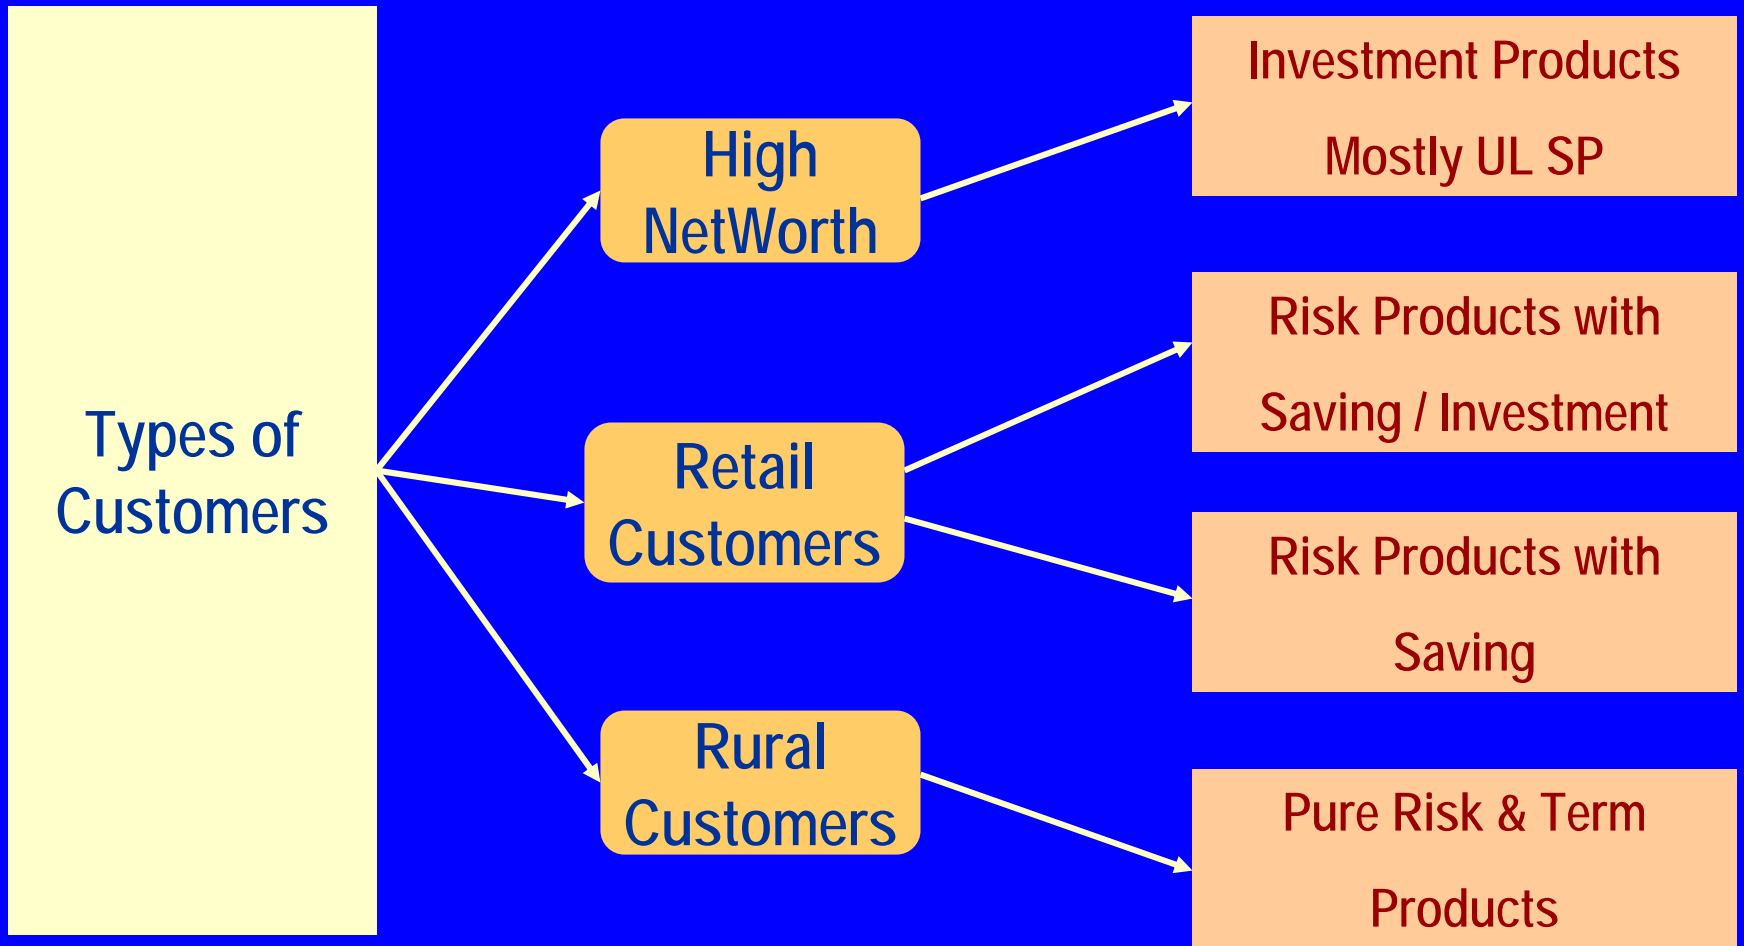 Types of
Customers
High
NetWorth
Retail
Customers
Rural
Customers
Investment Products
Mostly UL SP
Risk Products with
Saving / Investment
Risk Products with
Saving
Pure Risk & Term
Products